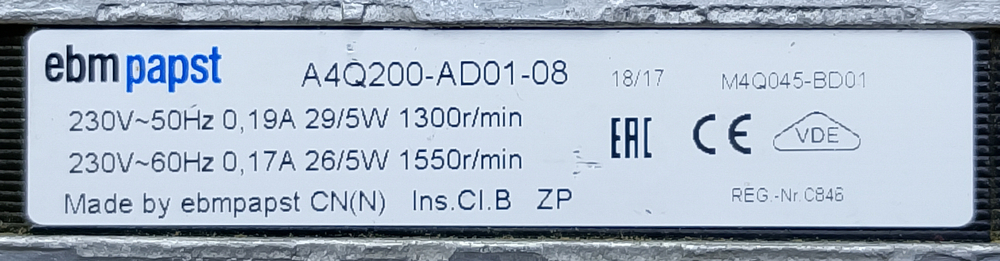 ebmpapst A4Q200-AD01-08 18/17 M4Q045-BD01
230V~50Hz 0,19A 29/5W 1300r/min
230V~60Hz 0,17A 26/5W 1550r/min
EAC CE VDE
Made by ebmpapst CN(N) Ins.Cl.B ZP REG.-Nr.C846